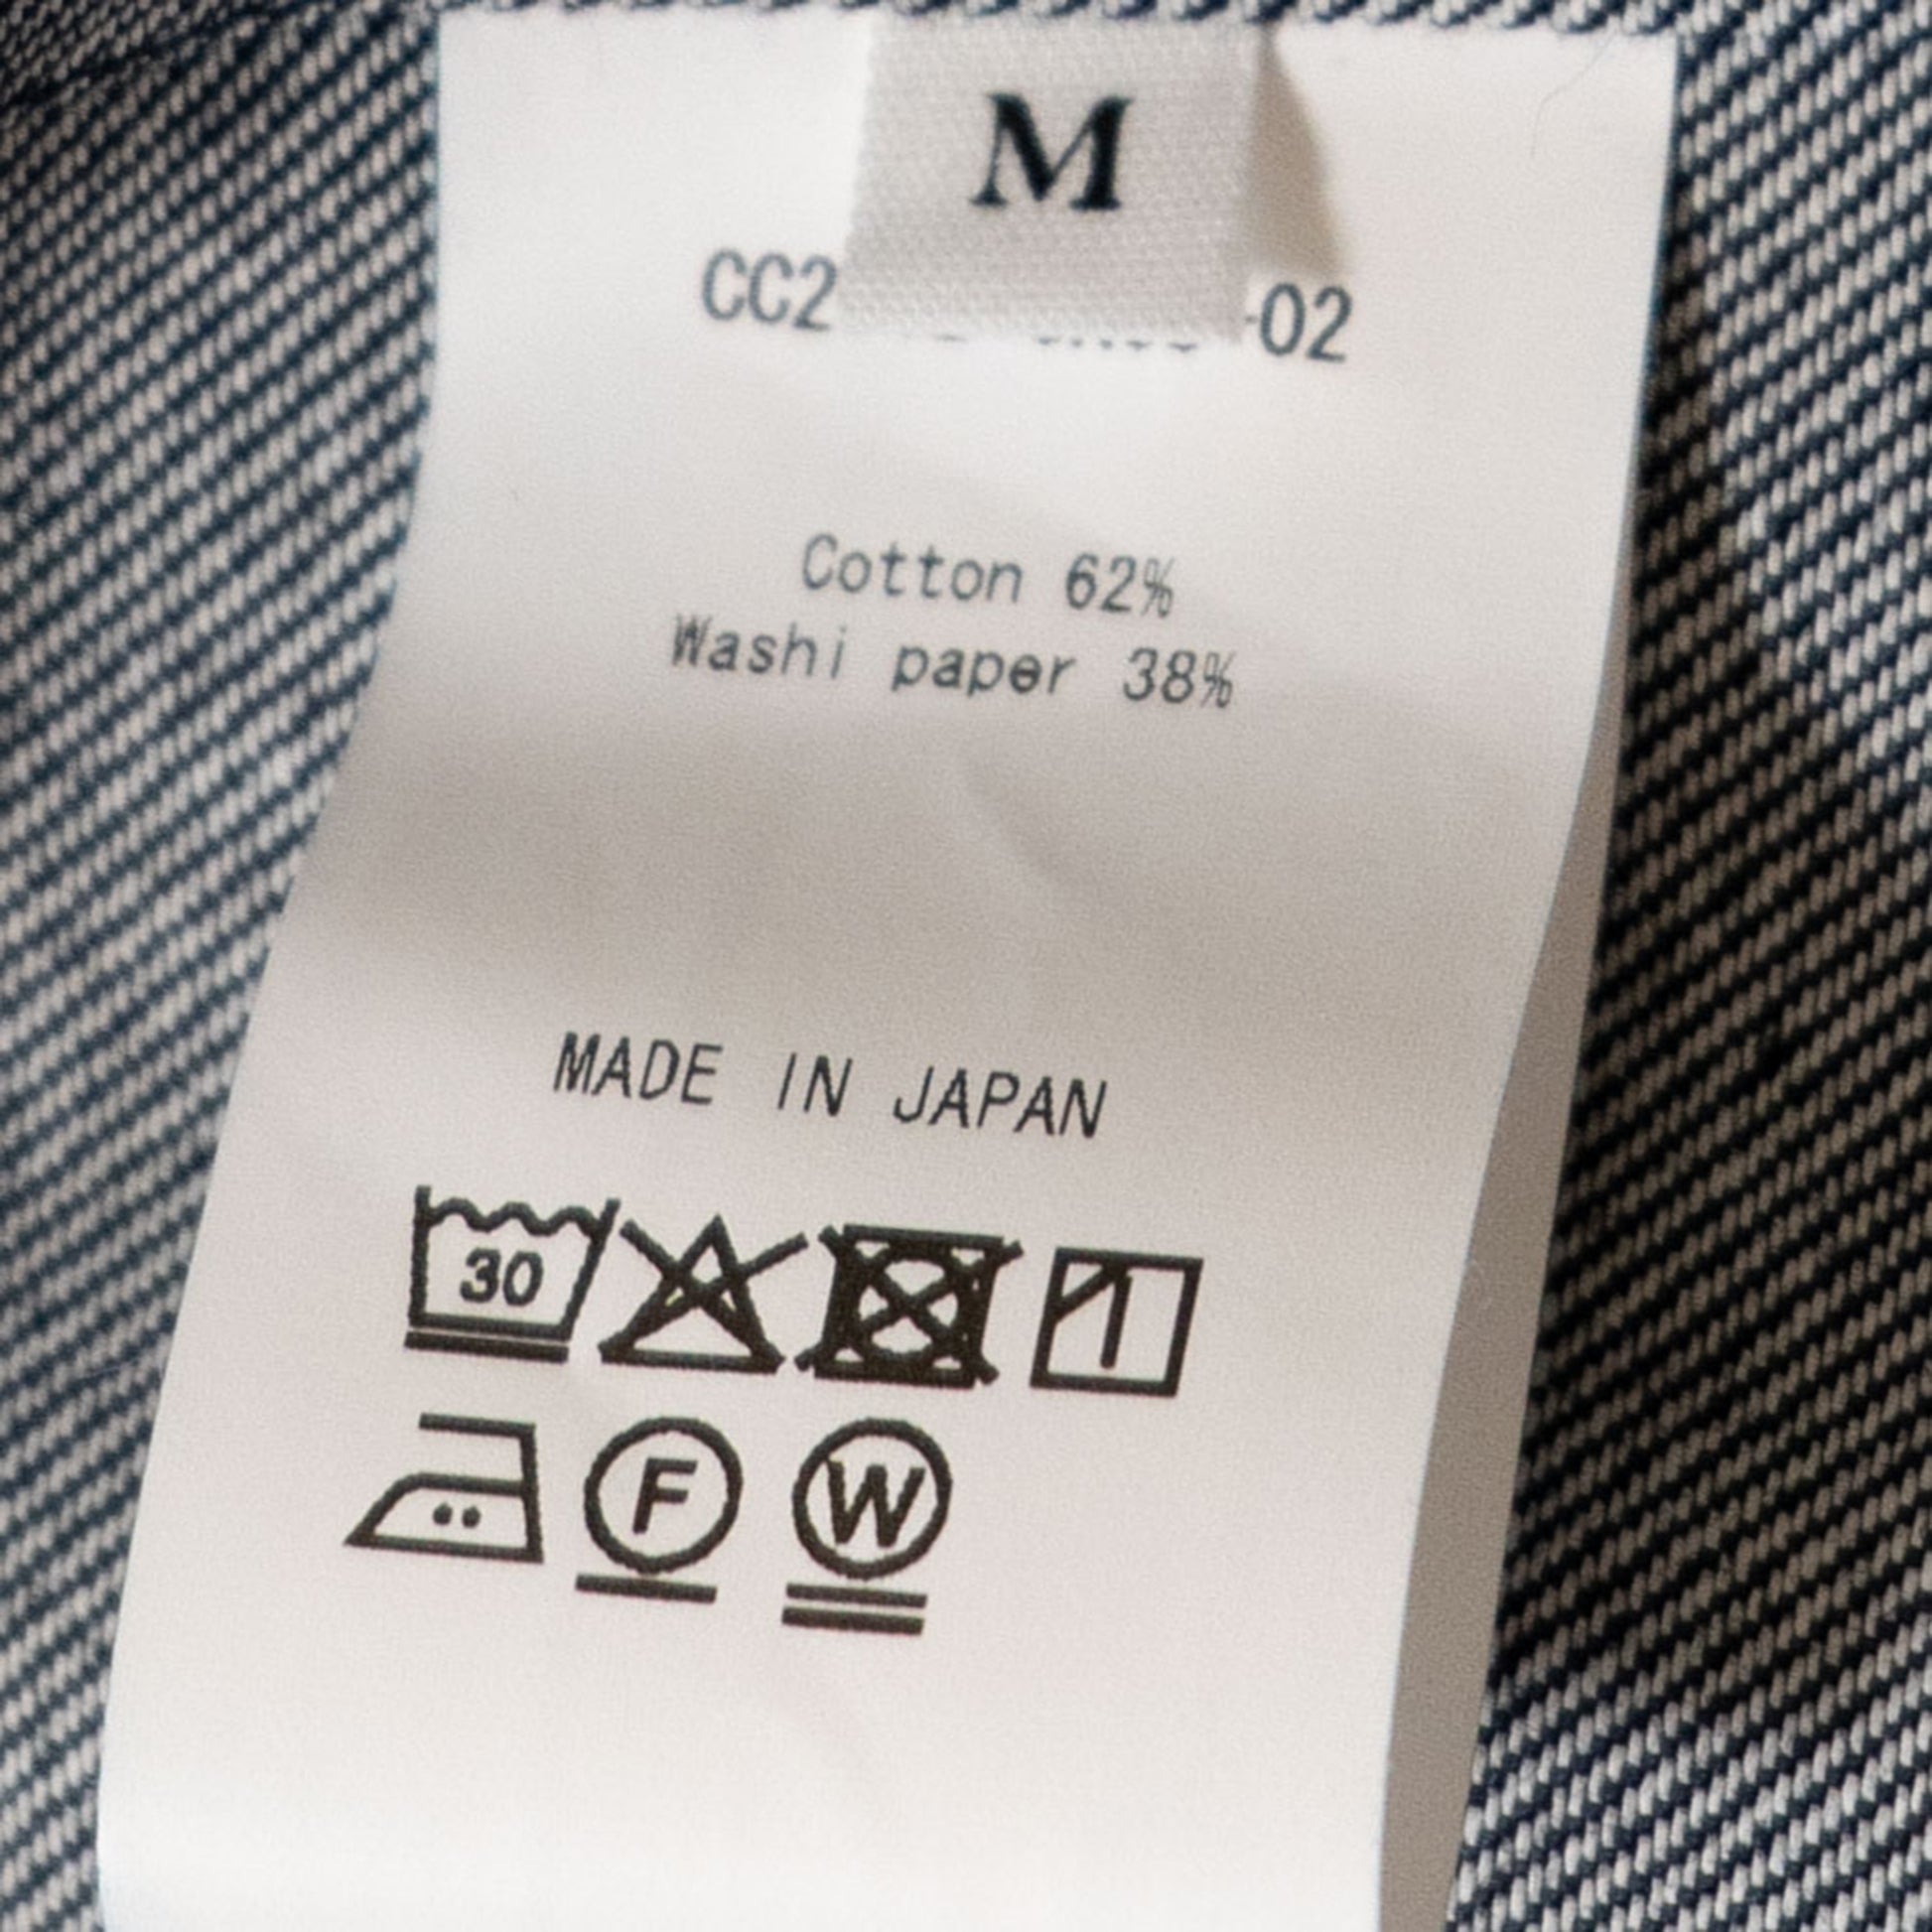 M
CC2 -02
Cotton 62%
Washi paper 38%
MADE IN JAPAN
30
F W